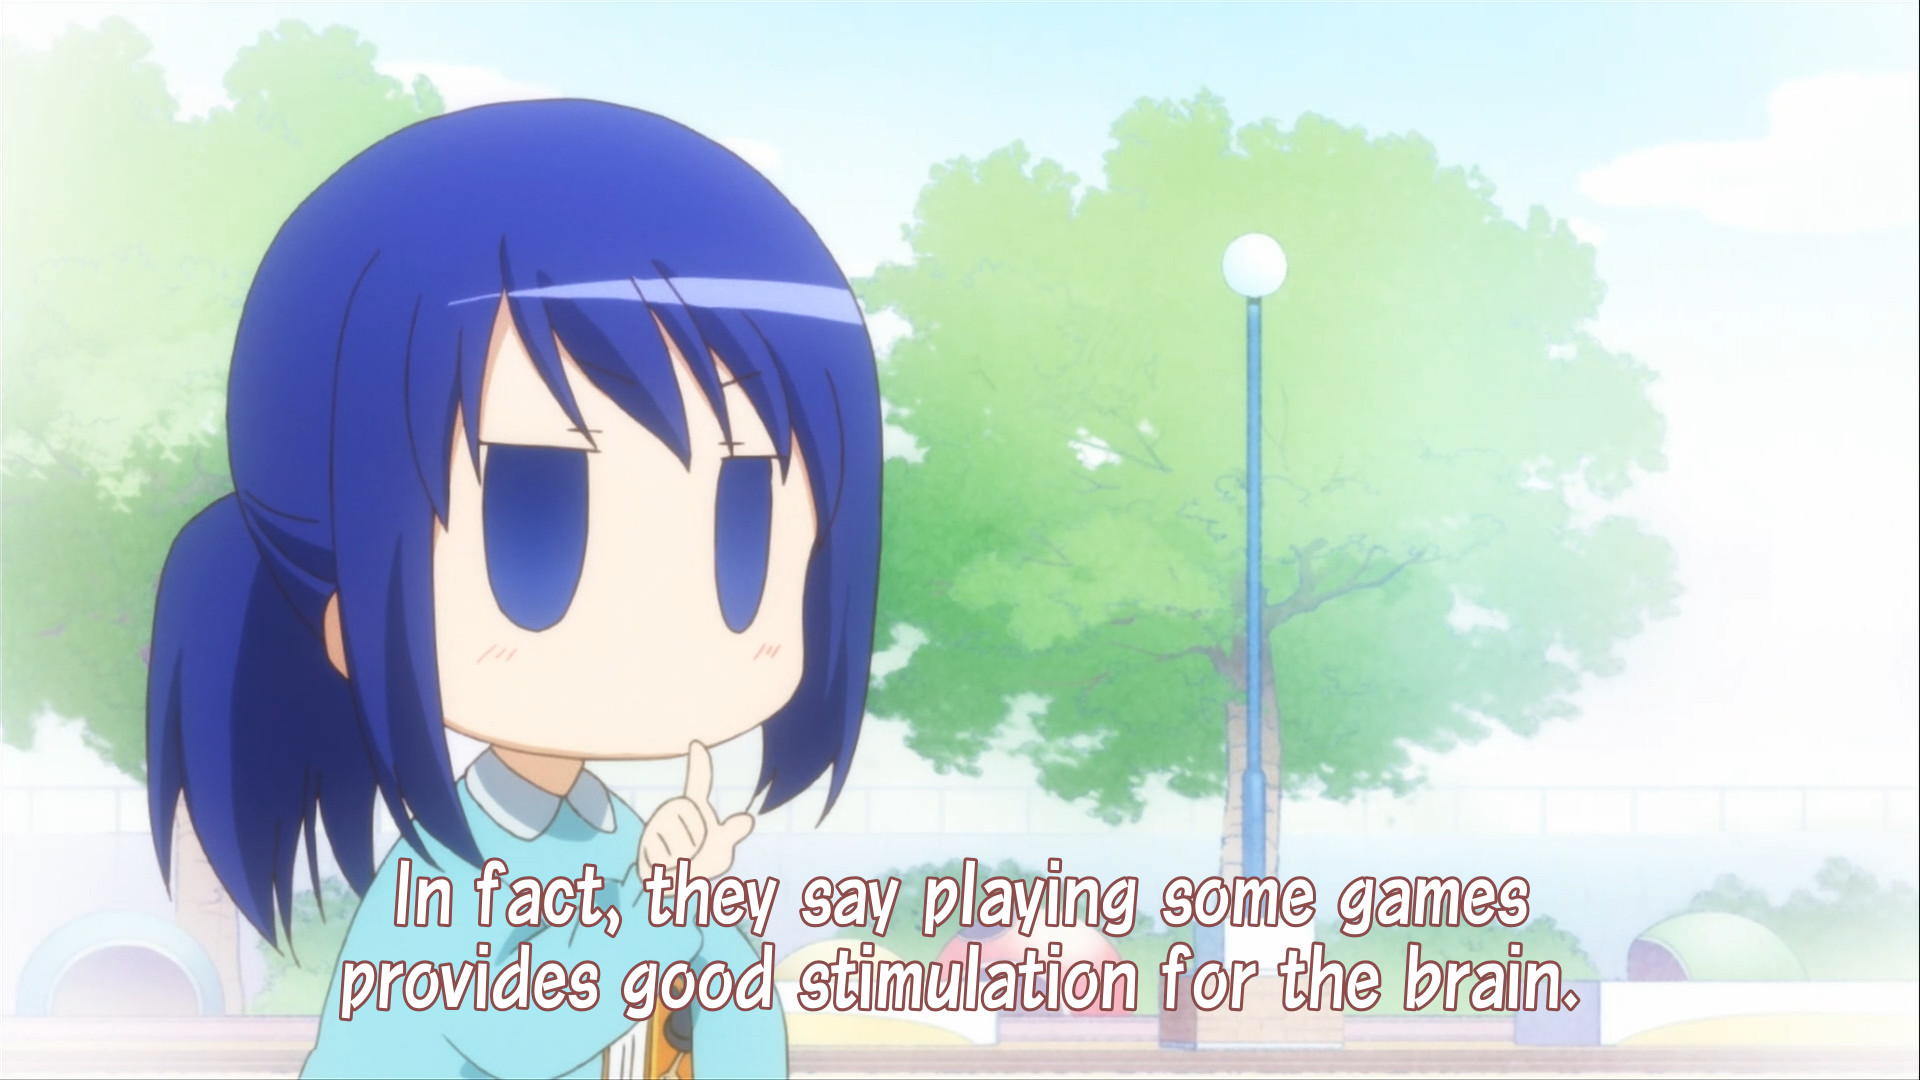 In fact, they say playing some games
provides good stimulation for the brain.